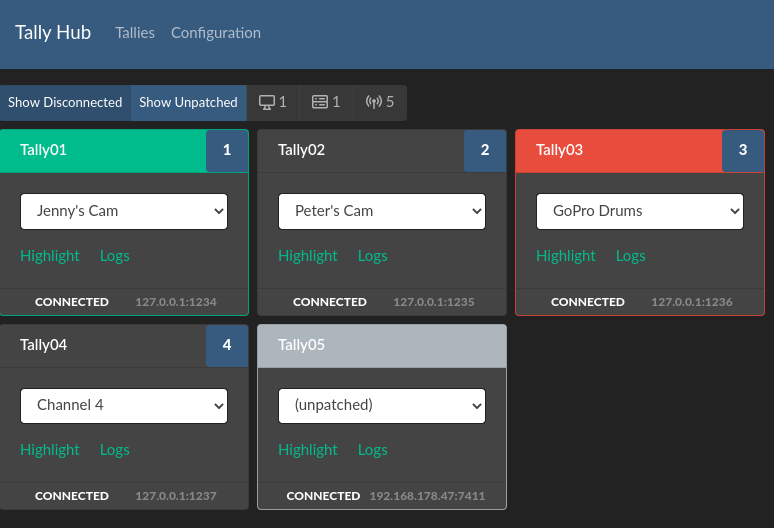 Tally Hub Tallies Configuration
Show Disconnected Show Unpatched 1 1 5
Tally01 1
Jenny's Cam
Highlight Logs
CONNECTED 127.0.0.1:1234
Tally02 2
Peter's Cam
Highlight Logs
CONNECTED 127.0.0.1:1235
Tally03 3
GoPro Drums
Highlight Logs
CONNECTED 127.0.0.1:1236
Tally04 4
Channel 4
Highlight Logs
CONNECTED 127.0.0.1:1237
Tally05
(unpatched)
Highlight Logs
CONNECTED 192.168.178.47:7411